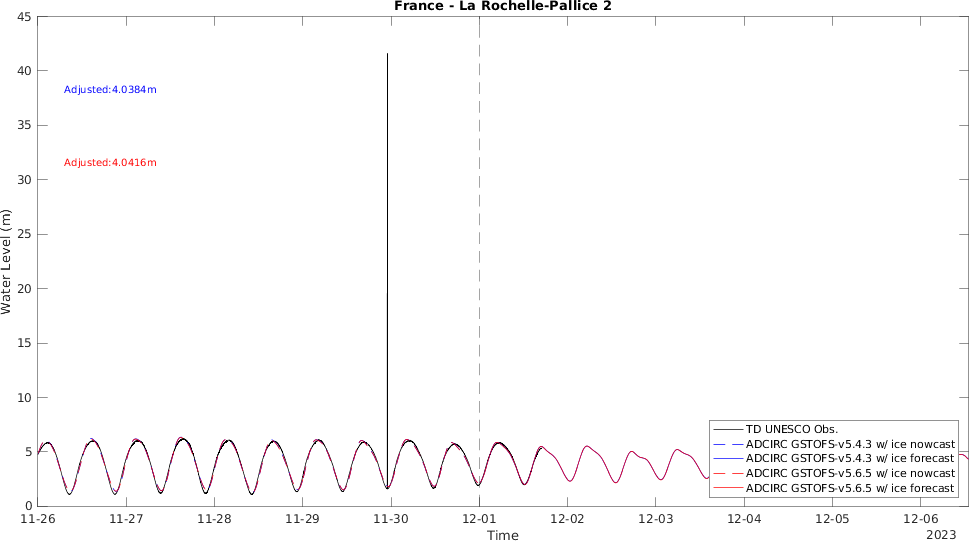 France - La Rochelle-Pallice 2
45
40
35
30
25
20
15
10
5
0
Water Level (m)
Adjusted:4.0384m
Adjusted:4.0416m
TD UNESCO Obs.
ADCIRC GSTOFS-v5.4.3 w/ ice nowcast
ADCIRC GSTOFS-v5.4.3 w/ ice forecast
ADCIRC GSTOFS-v5.6.5 w/ ice nowcast
ADCIRC GSTOFS-v5.6.5 w/ ice forecast
11-26 11-27 11-28 11-29 11-30 12-01 12-02 12-03 12-04 12-05 12-06
Time
2023